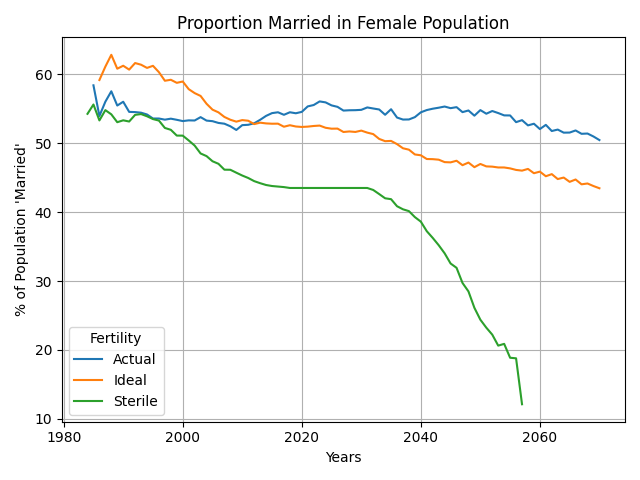 Proportion Married in Female Population
% of Population 'Married'
60
50
40
30
20
10
Fertility
Actual
Ideal
Sterile
1980
2000
2020
2040
2060
Years